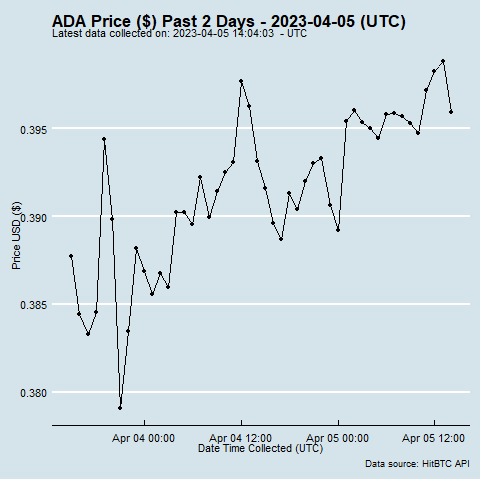 ADA Price ($) Past 2 Days - 2023-04-05 (UTC)
Latest data collected on: 2023-04-05 14:04:03 - UTC
Price USD ($)
0.395
0.390
0.385
0.380
Apr 04 00:00 Apr 04 12:00 Apr 05 00:00 Apr 05 12:00
Date Time Collected (UTC)
Data source: HitBTC API